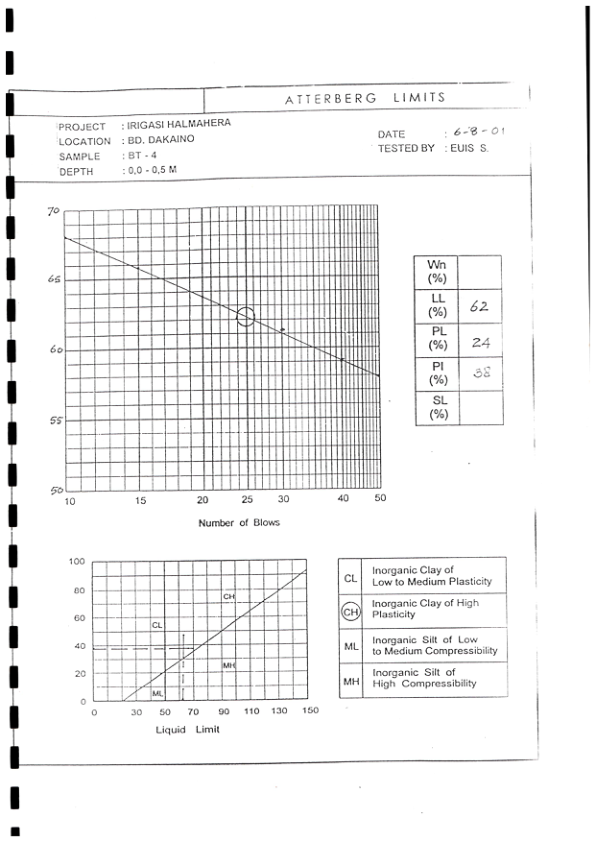 ATTERBERG LIMITS
PROJECT : IRIGASI HALMAHERA
LOCATION : BD. DAKAINO
SAMPLE : BT - 4
DEPTH : 0,0 - 0,5 M
DATE : 6-8-01
TESTED BY : EUIS S.
70
65
60
55
50
10 15 20 25 30 40 50
Number of Blows
Wn (%)
LL (%) 62
PL (%) 24
PI (%) 38
SL (%)
100
80
60
40
20
0
CH
CL
MH
ML
0 30 50 70 90 110 130 150
Liquid Limit
CL Inorganic Clay of
Low to Medium Plasticity
CH Inorganic Clay of High
Plasticity
ML Inorganic Silt of Low
to Medium Compressibility
MH Inorganic Silt of
High Compressibility